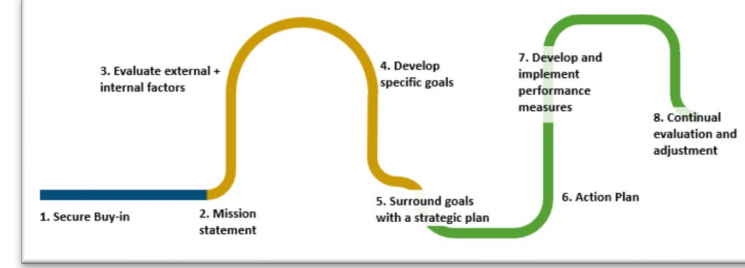 1. Secure Buy-in
2. Mission
statement
3. Evaluate external +
internal factors
4. Develop
specific goals
5. Surround goals
with a strategic plan
6. Action Plan
7. Develop and
implement
performance
measures
8. Continual
evaluation and
adjustment